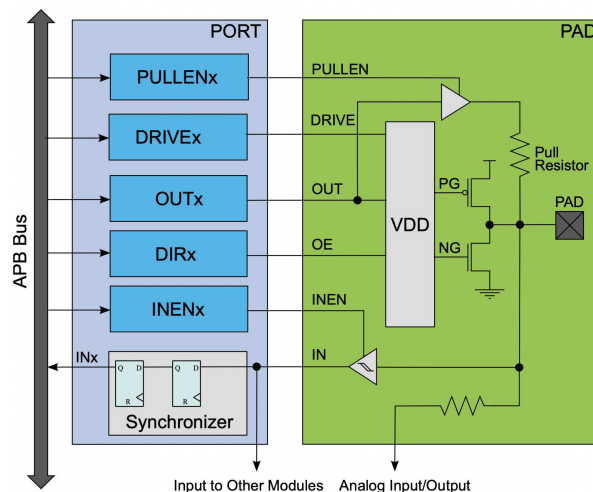 PORT
PAD
PULLENx
PULLEN
DRIVEx
DRIVE
Pull
Resistor
OUTx
OUT
PG
PAD
VDD
APB Bus
DIRx
OE
NG
INENx
INEN
INx
IN
Q D
R
Q D
R
Synchronizer
Input to Other Modules
Analog Input/Output